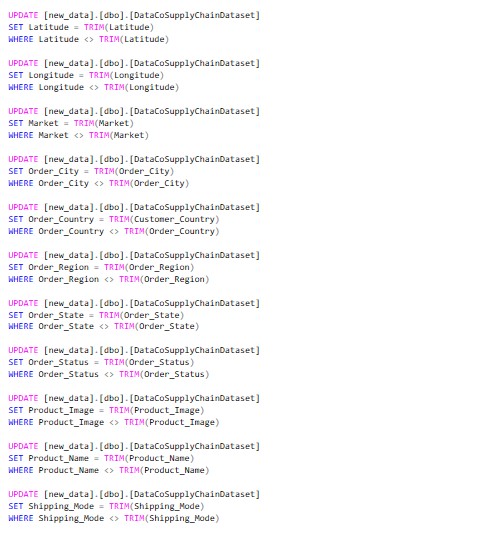 UPDATE [new_data].[dbo].[DataCoSupplyChainDataset]
SET Latitude = TRIM(Latitude)
WHERE Latitude <> TRIM(Latitude)
UPDATE [new_data].[dbo].[DataCoSupplyChainDataset]
SET Longitude = TRIM(Longitude)
WHERE Longitude <> TRIM(Longitude)
UPDATE [new_data].[dbo].[DataCoSupplyChainDataset]
SET Market = TRIM(Market)
WHERE Market <> TRIM(Market)
UPDATE [new_data].[dbo].[DataCoSupplyChainDataset]
SET Order_City = TRIM(Order_City)
WHERE Order_City <> TRIM(Order_City)
UPDATE [new_data].[dbo].[DataCoSupplyChainDataset]
SET Order_Country = TRIM(Customer_Country)
WHERE Order_Country <> TRIM(Order_Country)
UPDATE [new_data].[dbo].[DataCoSupplyChainDataset]
SET Order_Region = TRIM(Order_Region)
WHERE Order_Region <> TRIM(Order_Region)
UPDATE [new_data].[dbo].[DataCoSupplyChainDataset]
SET Order_State = TRIM(Order_State)
WHERE Order_State <> TRIM(Order_State)
UPDATE [new_data].[dbo].[DataCoSupplyChainDataset]
SET Order_Status = TRIM(Order_Status)
WHERE Order_Status <> TRIM(Order_Status)
UPDATE [new_data].[dbo].[DataCoSupplyChainDataset]
SET Product_Image = TRIM(Product_Image)
WHERE Product_Image <> TRIM(Product_Image)
UPDATE [new_data].[dbo].[DataCoSupplyChainDataset]
SET Product_Name = TRIM(Product_Name)
WHERE Product_Name <> TRIM(Product_Name)
UPDATE [new_data].[dbo].[DataCoSupplyChainDataset]
SET Shipping_Mode = TRIM(Shipping_Mode)
WHERE Shipping_Mode <> TRIM(Shipping_Mode)